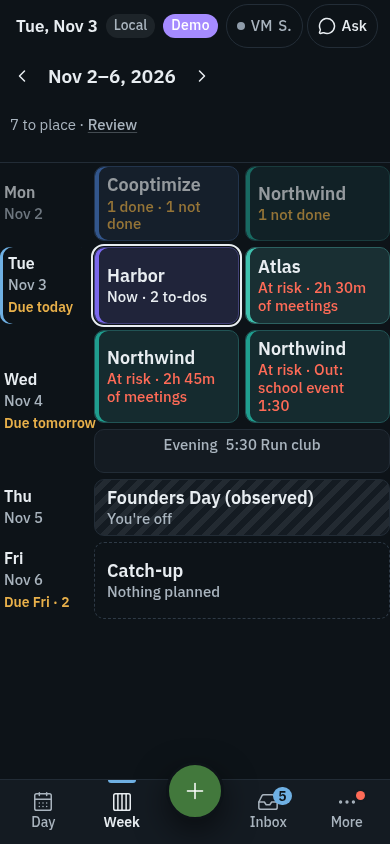 Tue, Nov 3 Local Demo VM S. Ask
Nov 2–6, 2026
7 to place · Review
Mon
Nov 2
Cooptimize
1 done · 1 not
done
Northwind
1 not done
Tue
Nov 3
Due today
Harbor
Now · 2 to-dos
Atlas
At risk · 2h 30m
of meetings
Wed
Nov 4
Due tomorrow
Northwind
At risk · 2h 45m
of meetings
Northwind
At risk · Out:
school event
1:30
Evening 5:30 Run club
Thu
Nov 5
Founders Day (observed)
You're off
Fri
Nov 6
Due Fri · 2
Catch-up
Nothing planned
Day
Week
5
Inbox
More